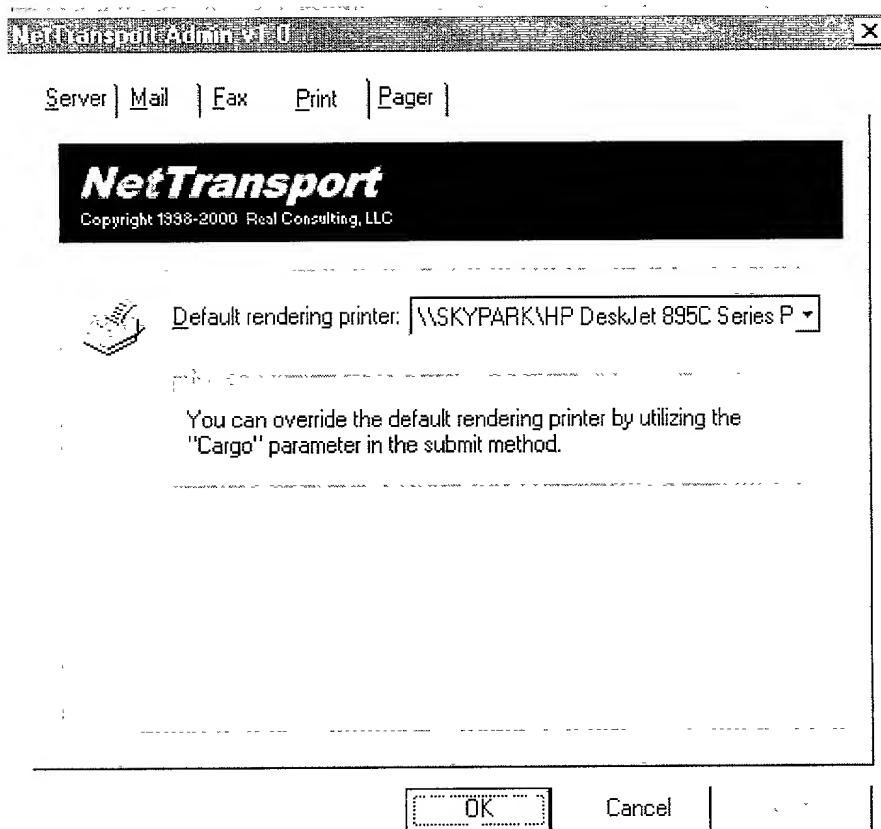 NetTransport Admin v1.0
Server Mail Fax Print Pager
NetTransport
Copyright 1998-2000 Real Consulting, LLC
Default rendering printer: \\SKYPARK\HP DeskJet 895C Series P
You can override the default rendering printer by utilizing the
"Cargo" parameter in the submit method.
OK Cancel